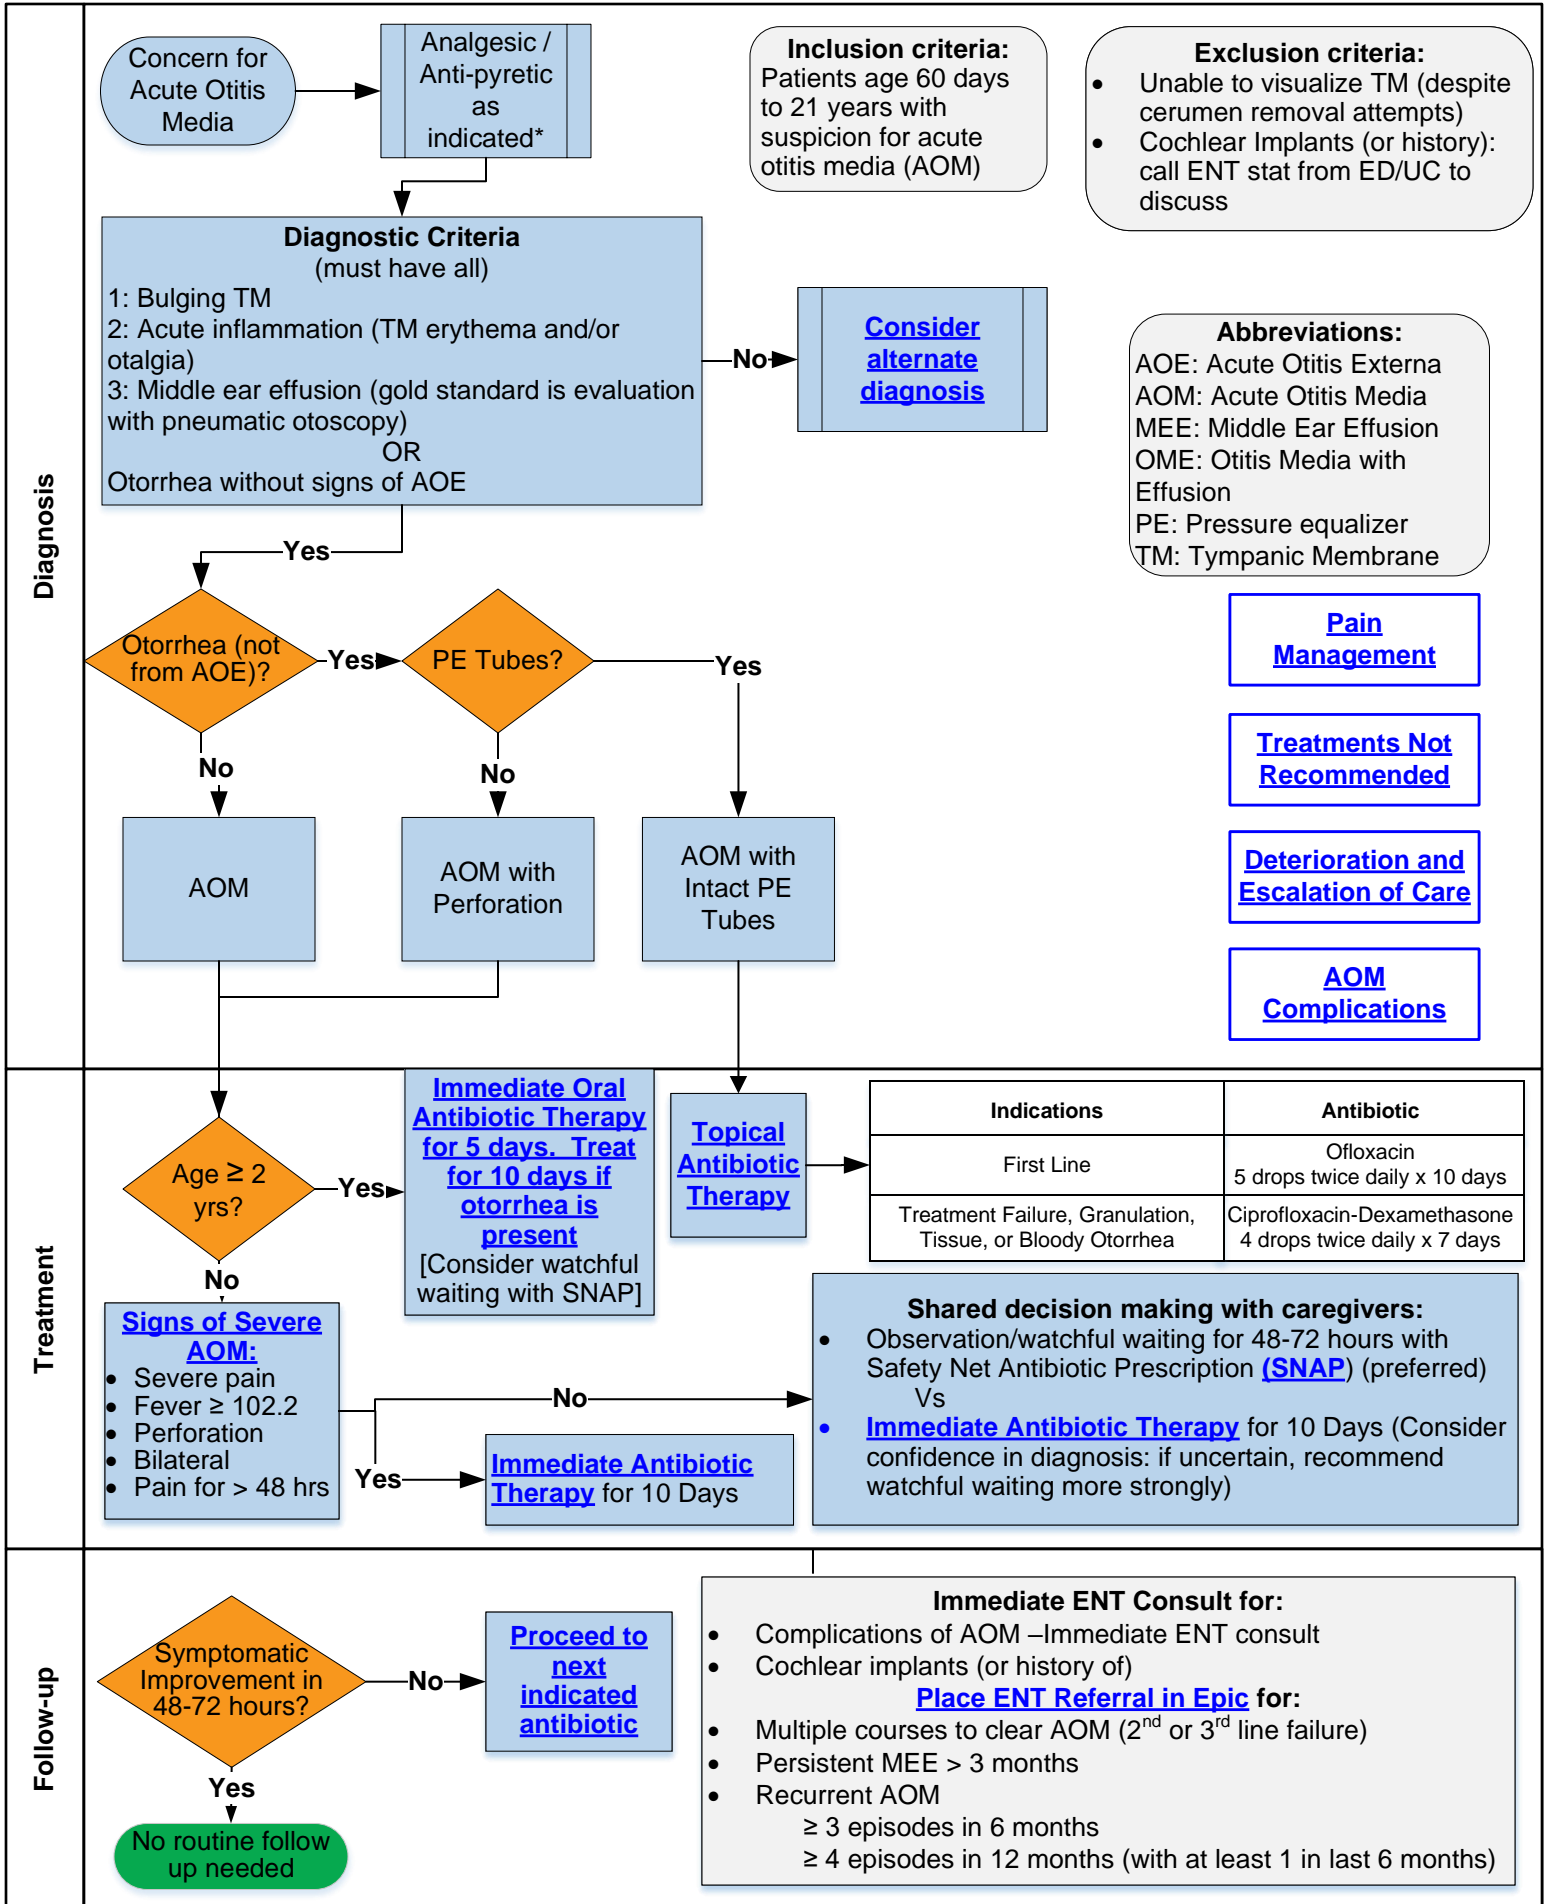 Diagnosis
Concern for
Acute Otitis
Media
Analgesic /
Anti-pyretic
as
indicated*
Inclusion criteria:
Patients age 60 days
to 21 years with
suspicion for acute
otitis media (AOM)
Exclusion criteria:
• Unable to visualize TM (despite
cerumen removal attempts)
• Cochlear Implants (or history):
call ENT stat from ED/UC to
discuss
Diagnostic Criteria
(must have all)
1: Bulging TM
2: Acute inflammation (TM erythema and/or
otalgia)
3: Middle ear effusion (gold standard is evaluation
with pneumatic otoscopy)
OR
Otorrhea without signs of AOE
No
Consider
alternate
diagnosis
Abbreviations:
AOE: Acute Otitis Externa
AOM: Acute Otitis Media
MEE: Middle Ear Effusion
OME: Otitis Media with
Effusion
PE: Pressure equalizer
TM: Tympanic Membrane
Yes
Otorrhea (not
from AOE)?
Yes
PE Tubes?
Yes
No
No
AOM
AOM with
Perforation
AOM with
Intact PE
Tubes
Pain
Management
Treatments Not
Recommended
Deterioration and
Escalation of Care
AOM
Complications
Treatment
Age ≥ 2
yrs?
Yes
Immediate Oral
Antibiotic Therapy
for 5 days. Treat
for 10 days if
otorrhea is
present
[Consider watchful
waiting with SNAP]
Topical
Antibiotic
Therapy
Indications
Antibiotic
First Line
Ofloxacin
5 drops twice daily x 10 days
Treatment Failure, Granulation,
Tissue, or Bloody Otorrhea
Ciprofloxacin-Dexamethasone
4 drops twice daily x 7 days
No
Signs of Severe
AOM:
• Severe pain
• Fever ≥ 102.2
• Perforation
• Bilateral
• Pain for > 48 hrs
No
Yes
Immediate Antibiotic
Therapy for 10 Days
Shared decision making with caregivers:
• Observation/watchful waiting for 48-72 hours with
Safety Net Antibiotic Prescription (SNAP) (preferred)
Vs
• Immediate Antibiotic Therapy for 10 Days (Consider
confidence in diagnosis: if uncertain, recommend
watchful waiting more strongly)
Follow-up
Symptomatic
Improvement in
48-72 hours?
No
Proceed to
next
indicated
antibiotic
Yes
No routine follow
up needed
Immediate ENT Consult for:
• Complications of AOM –Immediate ENT consult
• Cochlear implants (or history of)
Place ENT Referral in Epic for:
• Multiple courses to clear AOM (2nd or 3rd line failure)
• Persistent MEE > 3 months
• Recurrent AOM
≥ 3 episodes in 6 months
≥ 4 episodes in 12 months (with at least 1 in last 6 months)